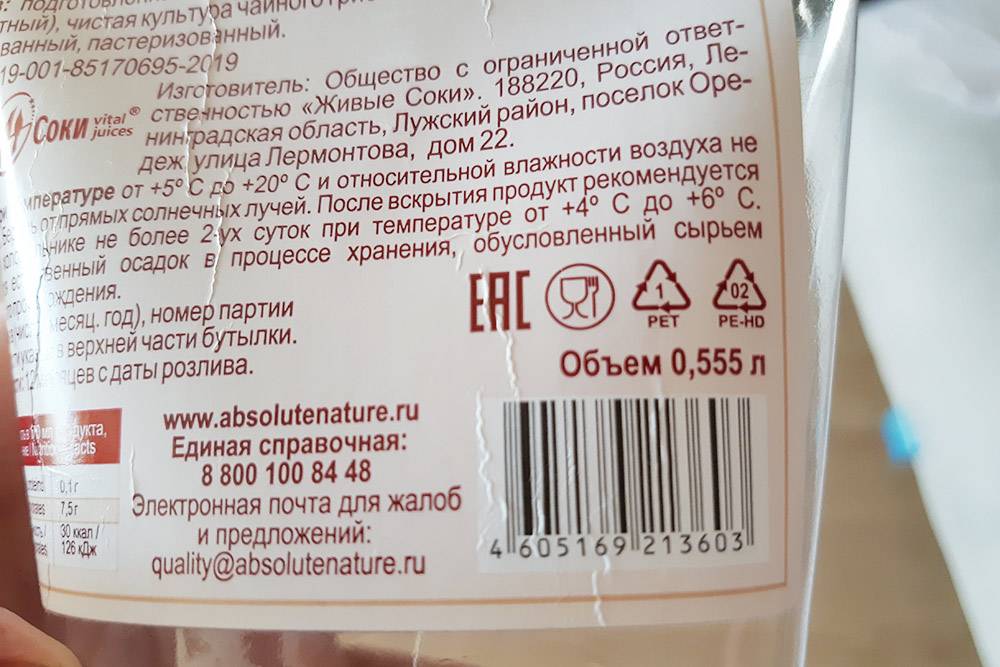 чистая культура чайного
пастеризованный.
19-001-85170695-2019
Изготовитель: Общество с ограниченной ответ-
ственностью «Живые Соки». 188220, Россия, Ле-
нинградская область, Лужский район, поселок Оре-
деж, улица Лермонтова, дом 22.
Соки vital juices®
от +5° С до +20° С и относительной влажности воздуха не
от прямых солнечных лучей. После вскрытия продукт рекомендуется
не более 2-ух суток при температуре от +4° С до +6° С.
осадок в процессе хранения, обусловленный сырьем
год), номер партии
в верхней части бутылки.
с даты розлива.
ЕАС
1
PET
02
PE-HD
Объем 0,555 л
www.absolutenature.ru
Единая справочная:
8 800 100 84 48
Электронная почта для жалоб
и предложений:
quality@absolutenature.ru
0,1 г
7,5 г
30 ккал /
126 кДж
4 605169 213603